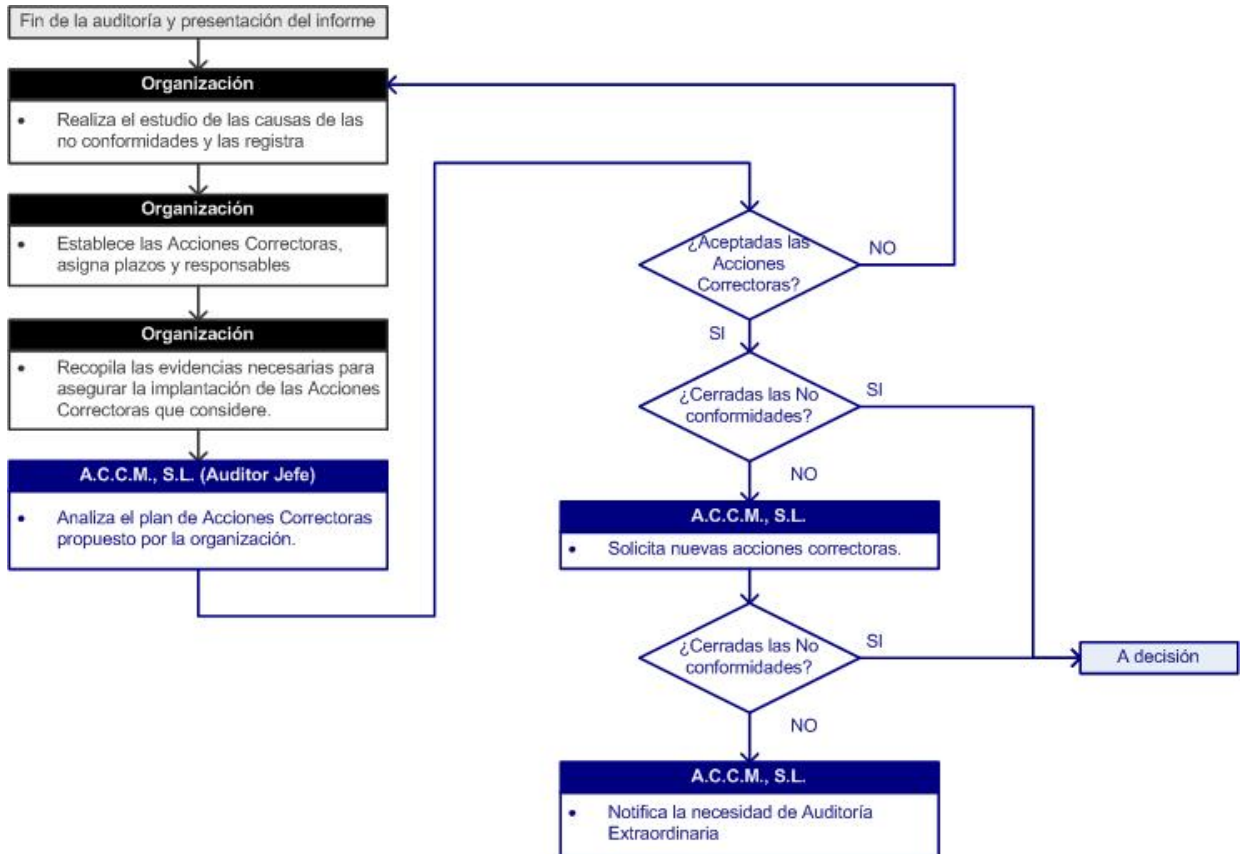 Fin de la auditoría y presentación del informe
Organización
• Realiza el estudio de las causas de las
no conformidades y las registra
Organización
• Establece las Acciones Correctoras,
asigna plazos y responsables
Organización
• Recopila las evidencias necesarias para
asegurar la implantación de las Acciones
Correctoras que considere.
A.C.C.M., S.L. (Auditor Jefe)
• Analiza el plan de Acciones Correctoras
propuesto por la organización.
¿Aceptadas las
Acciones
Correctoras?
NO
SI
¿Cerradas las No
conformidades?
SI
NO
A.C.C.M., S.L.
• Solicita nuevas acciones correctoras.
¿Cerradas las No
conformidades?
SI
A decisión
NO
A.C.C.M., S.L.
• Notifica la necesidad de Auditoría
Extraordinaria